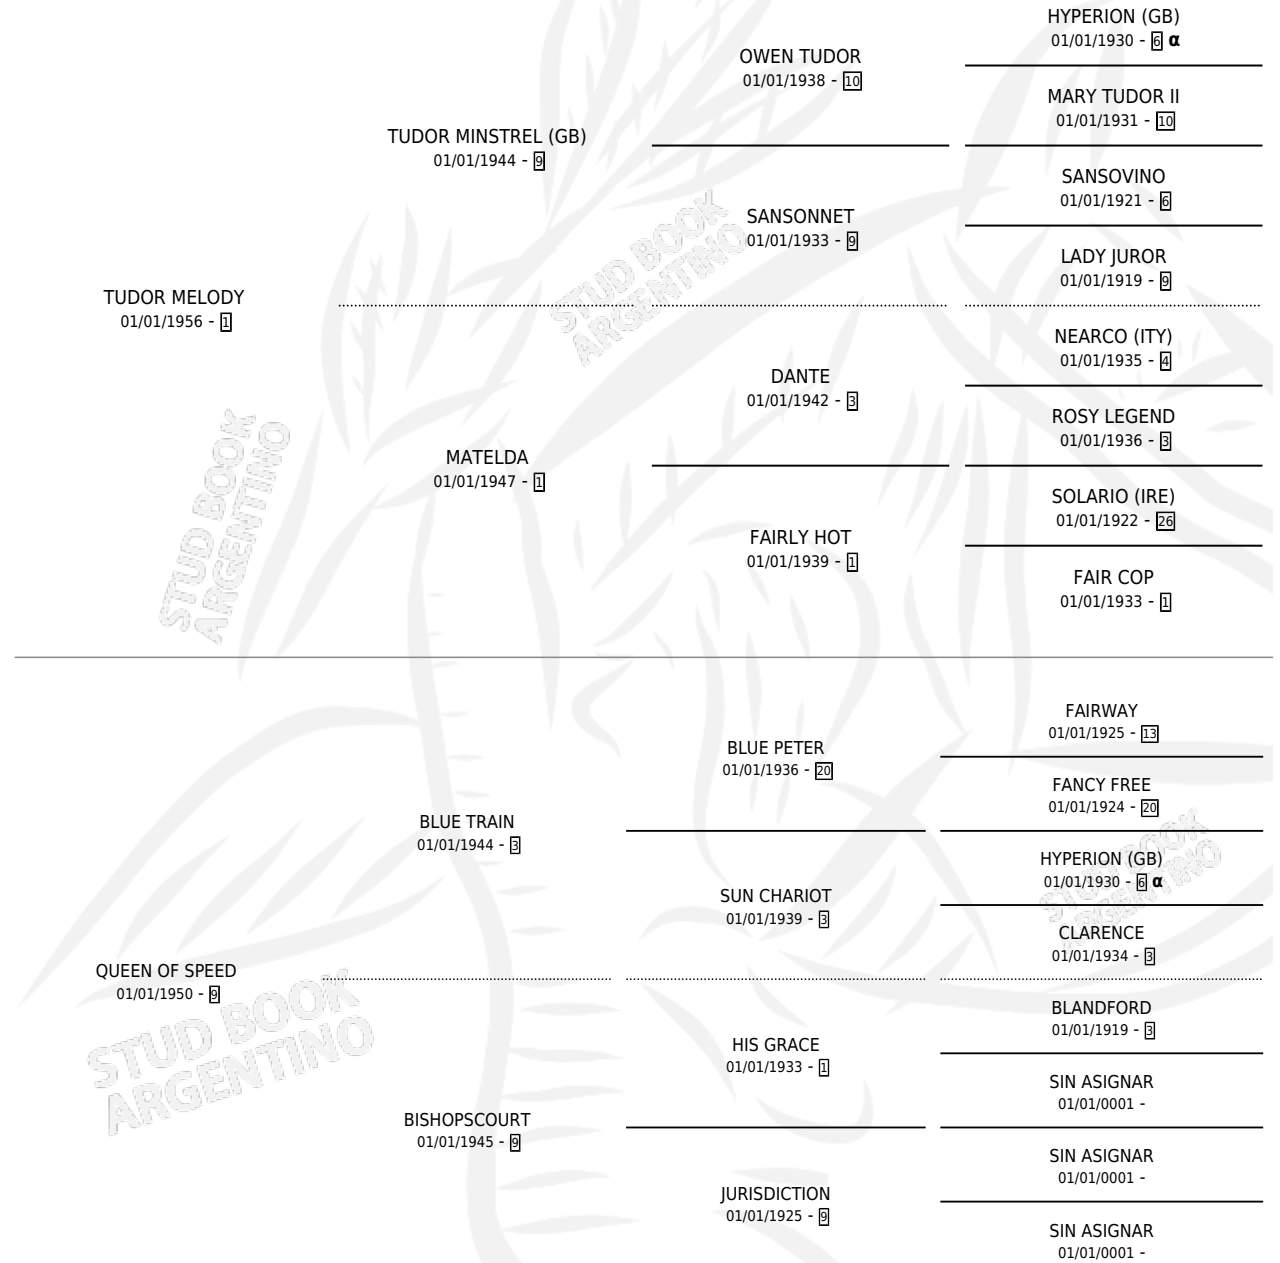 HYPERION (GB)
01/01/1930 - 6 α
OWEN TUDOR
01/01/1938 - 10
MARY TUDOR II
01/01/1931 - 10
TUDOR MINSTREL (GB)
01/01/1944 - 9
SANSOVINO
01/01/1921 - 6
SANSONNET
01/01/1933 - 9
LADY JUROR
01/01/1919 - 9
TUDOR MELODY
01/01/1956 - 1
NEARCO (ITY)
01/01/1935 - 4
DANTE
01/01/1942 - 3
ROSY LEGEND
01/01/1936 - 3
MATELDA
01/01/1947 - 1
SOLARIO (IRE)
01/01/1922 - 26
FAIRLY HOT
01/01/1939 - 1
FAIR COP
01/01/1933 - 1
FAIRWAY
01/01/1925 - 13
BLUE PETER
01/01/1936 - 20
FANCY FREE
01/01/1924 - 20
BLUE TRAIN
01/01/1944 - 3
HYPERION (GB)
01/01/1930 - 6 α
SUN CHARIOT
01/01/1939 - 3
CLARENCE
01/01/1934 - 3
QUEEN OF SPEED
01/01/1950 - 9
BLANDFORD
01/01/1919 - 3
HIS GRACE
01/01/1933 - 1
SIN ASIGNAR
01/01/0001 -
BISHOPSCOURT
01/01/1945 - 9
SIN ASIGNAR
01/01/0001 -
JURISDICTION
01/01/1925 - 9
SIN ASIGNAR
01/01/0001 -
STUD BOOK
ARGENTINO
STUD BOOK
ARGENTINO
STUD BOOK
ARGENTINO
STUD BOOK
ARGENTINO